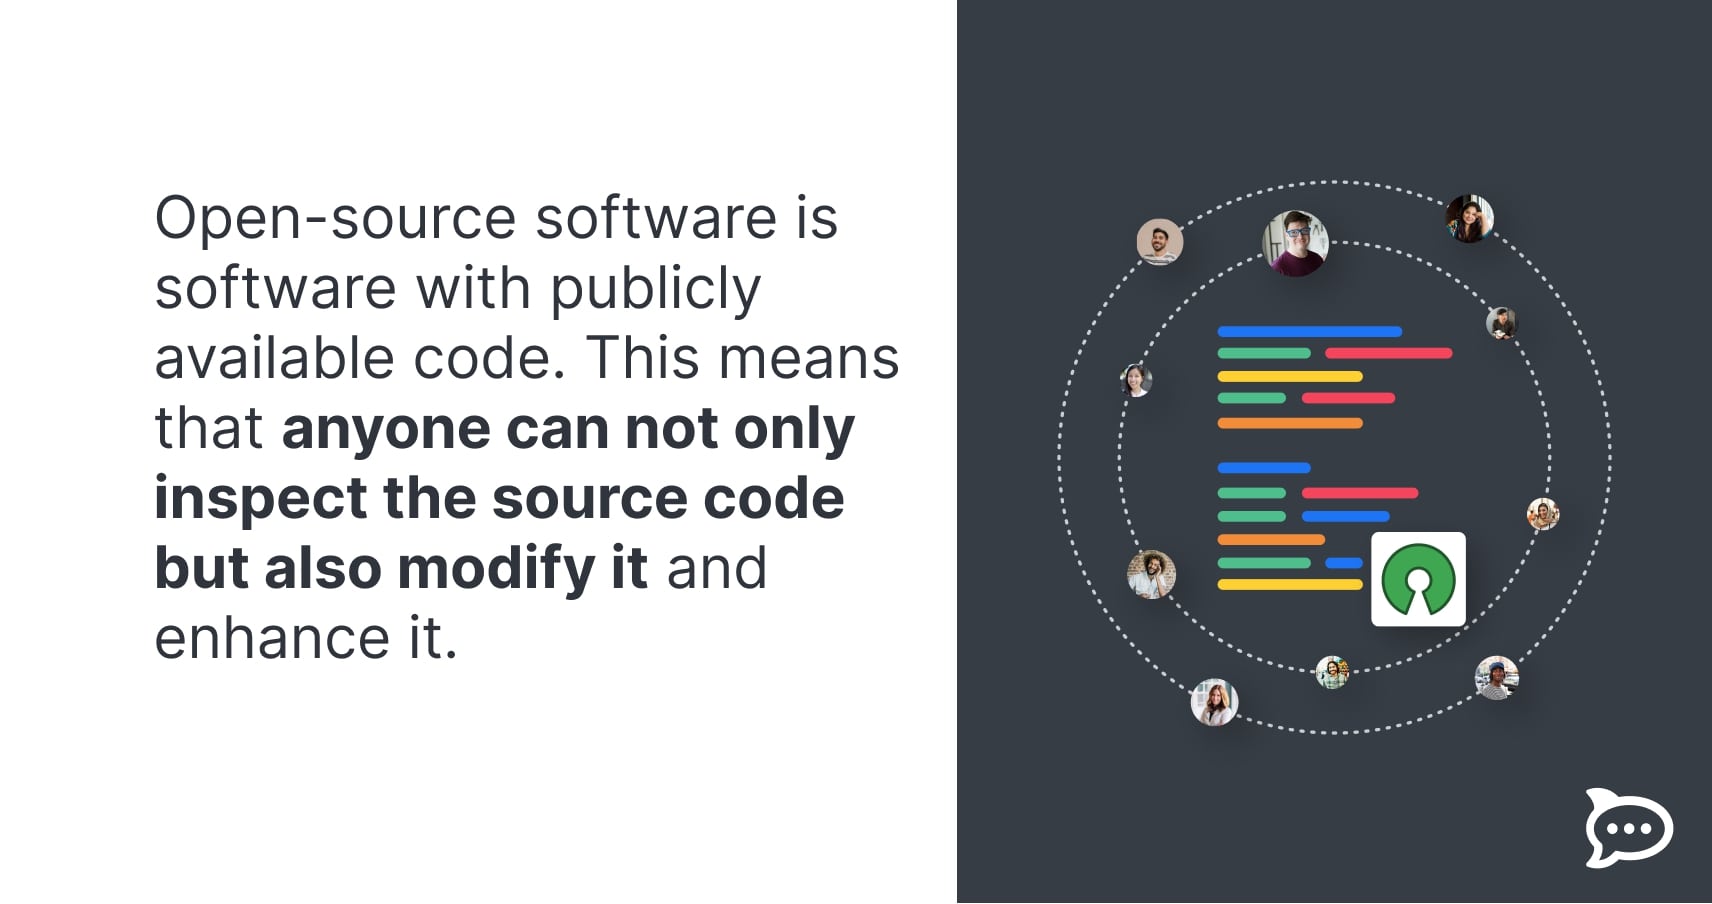 Open-source software is
software with publicly
available code. This means
that anyone can not only
inspect the source code
but also modify it and
enhance it.